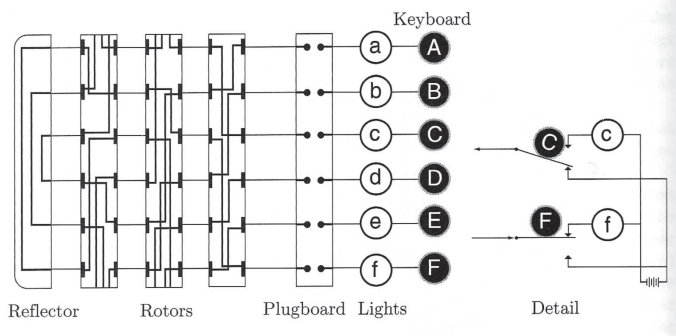 Keyboard
a A
b B
c C
d D
e E
f F
C c
F f
Reflector Rotors Plugboard Lights Detail